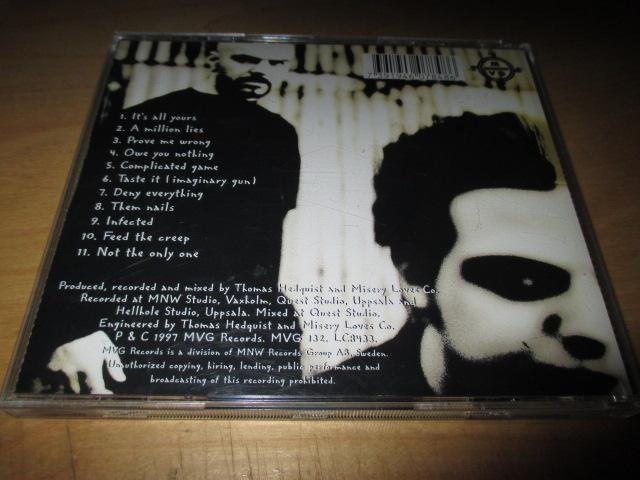 1. It's all yours
2. A million lies
3. Prove me wrong
4. Owe you nothing
5. Complicated game
6. Taste it (imaginary gun)
7. Deny everything
8. Them nails
9. Infected
10. Feed the creep
11. Not the only one
Produced, recorded and mixed by Thomas Hedquist and Misery Loves Co.
Recorded at MNW Studio, Vaxholm, Quest Studio, Uppsala and
Hellhole Studio, Uppsala. Mixed at Quest Studio.
Engineered by Thomas Hedquist and Misery Loves Co.
P & C 1997 MVG Records. MVG 132. LC8433.
MVG Records is a division of MNW Records Group AB, Sweden.
Unauthorized copying, hiring, lending, public performance and
broadcasting of this recording prohibited.